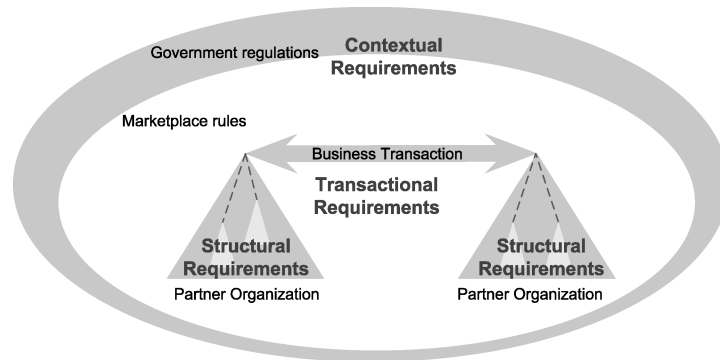 Government regulations
Contextual
Requirements
Marketplace rules
Business Transaction
Transactional
Requirements
Structural
Requirements
Partner Organization
Structural
Requirements
Partner Organization